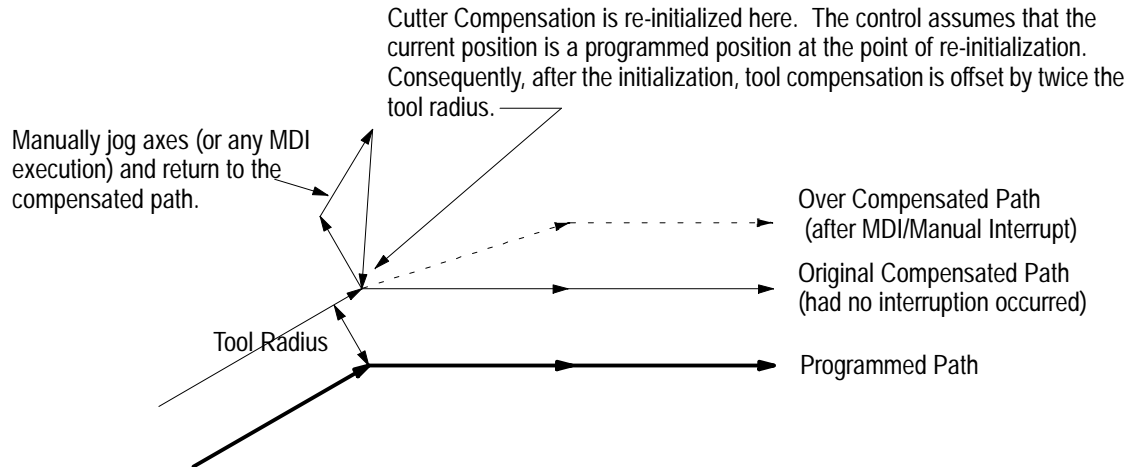 Cutter Compensation is re-initialized here.  The control assumes that the
current position is a programmed position at the point of re-initialization.
Consequently, after the initialization, tool compensation is offset by twice the
tool radius.
Manually jog axes (or any MDI
execution) and return to the
compensated path.
Over Compensated Path
(after MDI/Manual Interrupt)
Original Compensated Path
(had no interruption occurred)
Tool Radius
Programmed Path